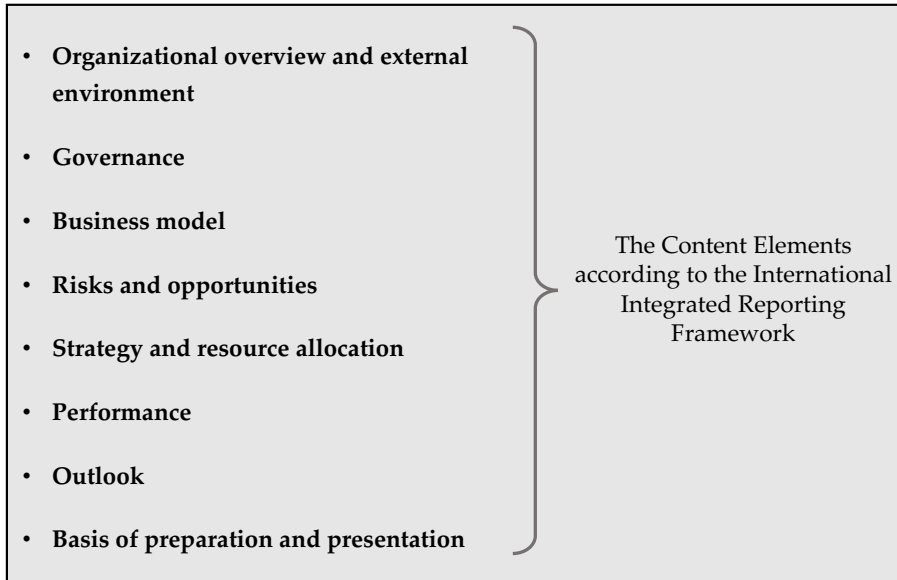 • Organizational overview and external
environment
• Governance
• Business model
• Risks and opportunities
• Strategy and resource allocation
• Performance
• Outlook
• Basis of preparation and presentation
The Content Elements
according to the International
Integrated Reporting
Framework